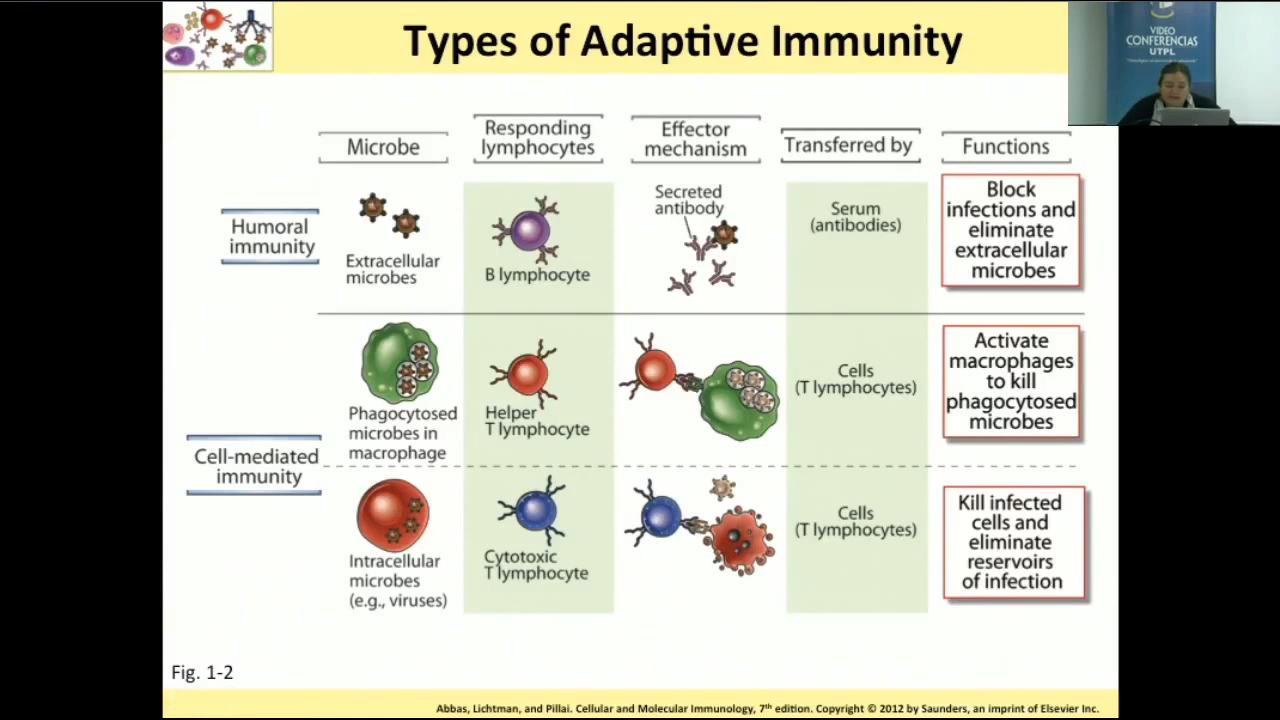 Types of Adaptive Immunity
VIDEO
CONFERENCIAS
UTPL
Microbe
Responding
lymphocytes
Effector
mechanism
Transferred by
Functions
Humoral
immunity
Extracellular
microbes
B lymphocyte
Secreted
antibody
Serum
(antibodies)
Block
infections and
eliminate
extracellular
microbes
Cell-mediated
immunity
Phagocytosed
microbes in
macrophage
Helper
T lymphocyte
Cells
(T lymphocytes)
Activate
macrophages
to kill
phagocytosed
microbes
Intracellular
microbes
(e.g., viruses)
Cytotoxic
T lymphocyte
Cells
(T lymphocytes)
Kill infected
cells and
eliminate
reservoirs
of infection
Fig. 1-2
Abbas, Lichtman, and Pillai. Cellular and Molecular Immunology, 7th edition. Copyright © 2012 by Saunders, an imprint of Elsevier Inc.